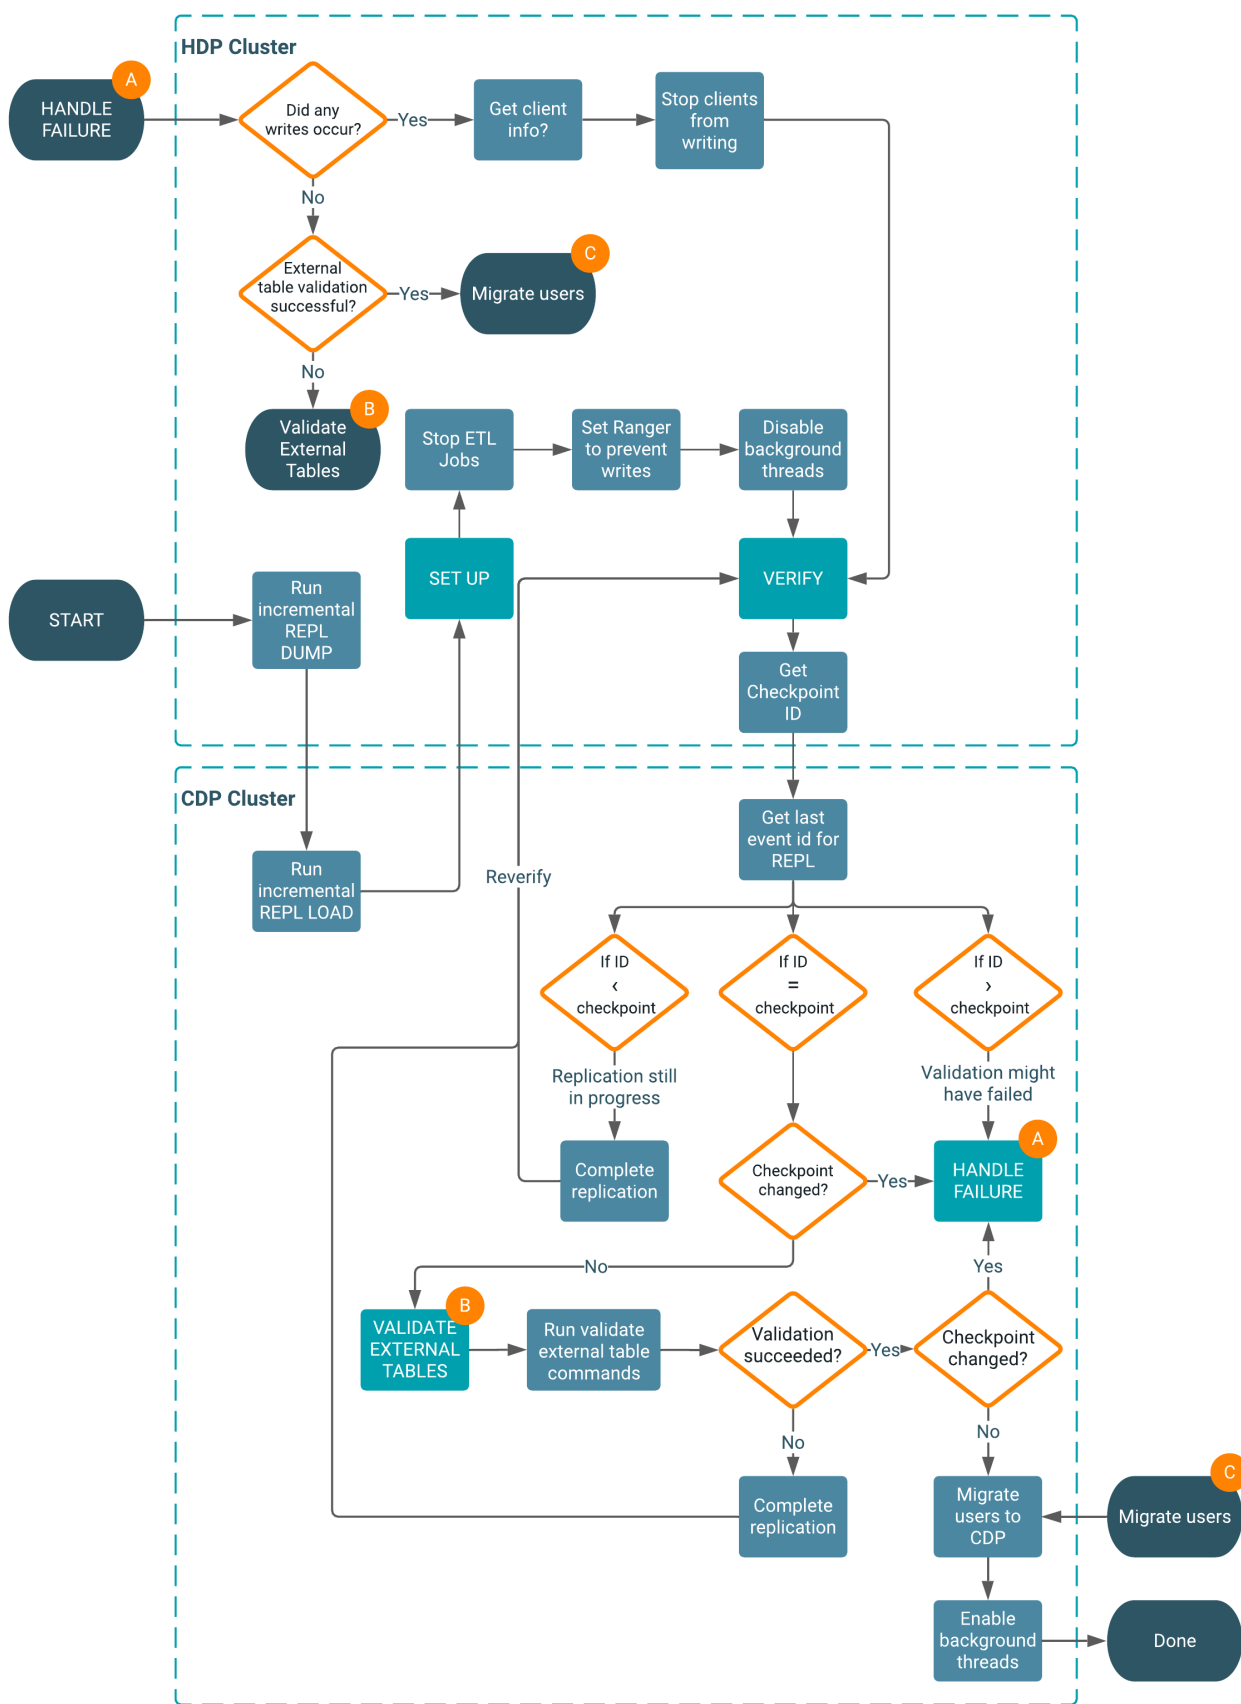 HDP Cluster
A
HANDLE
FAILURE
Did any
writes occur?
Yes
Get client
info?
Stop clients
from
writing
No
External
table validation
successful?
Yes
C
Migrate users
No
B
Validate
External
Tables
Stop ETL
Jobs
Set Ranger
to prevent
writes
Disable
background
threads
SET UP
VERIFY
START
Run
incremental
REPL
DUMP
Get
Checkpoint
ID
CDP Cluster
Get last
event id for
REPL
Run
incremental
REPL LOAD
Reverify
If ID
<
checkpoint
If ID
=
checkpoint
If ID
>
checkpoint
Replication still
in progress
Validation might
have failed
Complete
replication
Checkpoint
changed?
Yes
A
HANDLE
FAILURE
No
Yes
B
VALIDATE
EXTERNAL
TABLES
Run validate
external table
commands
Validation
succeeded?
Yes
Checkpoint
changed?
No
No
Complete
replication
Migrate
users to
CDP
C
Migrate users
Enable
background
threads
Done